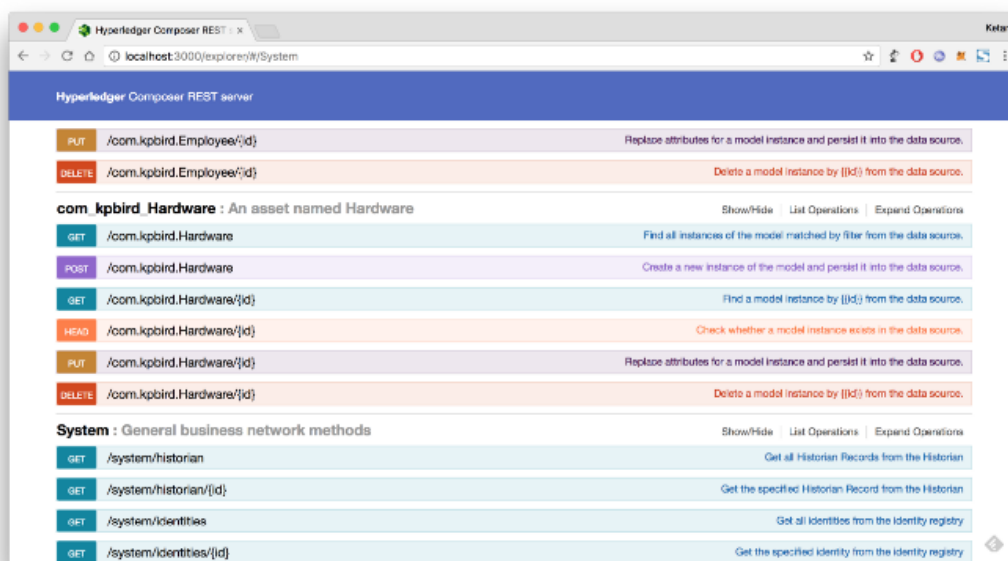 Hyperledger Composer REST s ×
Ketan
localhost:3000/explorer/#/System
Hyperledger Composer REST server
PUT /com.kpbird.Employee/{id} Replace attributes for a model instance and persist it into the data source.
DELETE /com.kpbird.Employee/{id} Delete a model instance by {{id}} from the data source.
com_kpbird_Hardware : An asset named Hardware Show/Hide List Operations Expand Operations
GET /com.kpbird.Hardware Find all instances of the model matched by filter from the data source.
POST /com.kpbird.Hardware Create a new instance of the model and persist it into the data source.
GET /com.kpbird.Hardware/{id} Find a model instance by {{id}} from the data source.
HEAD /com.kpbird.Hardware/{id} Check whether a model instance exists in the data source.
PUT /com.kpbird.Hardware/{id} Replace attributes for a model instance and persist it into the data source.
DELETE /com.kpbird.Hardware/{id} Delete a model instance by {{id}} from the data source.
System : General business network methods Show/Hide List Operations Expand Operations
GET /system/historian Get all Historian Records from the Historian
GET /system/historian/{id} Get the specified Historian Record from the Historian
GET /system/identities Get all identities from the identity registry
GET /system/identities/{id} Get the specified identity from the identity registry